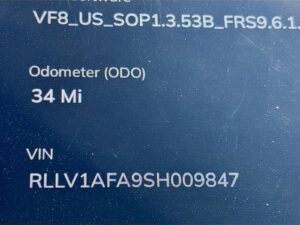 VF8_US_SOP1.3.53B_FRS9.6.1.
Odometer (ODO)
34 Mi
VIN
RLLV1AFA9SH009847